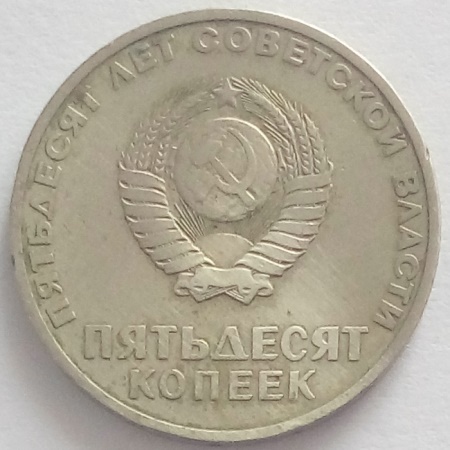 ПЯТЬДЕСЯТ ЛЕТ СОВЕТСКОЙ ВЛАСТИ
ПЯТЬДЕСЯТ
КОПЕЕК